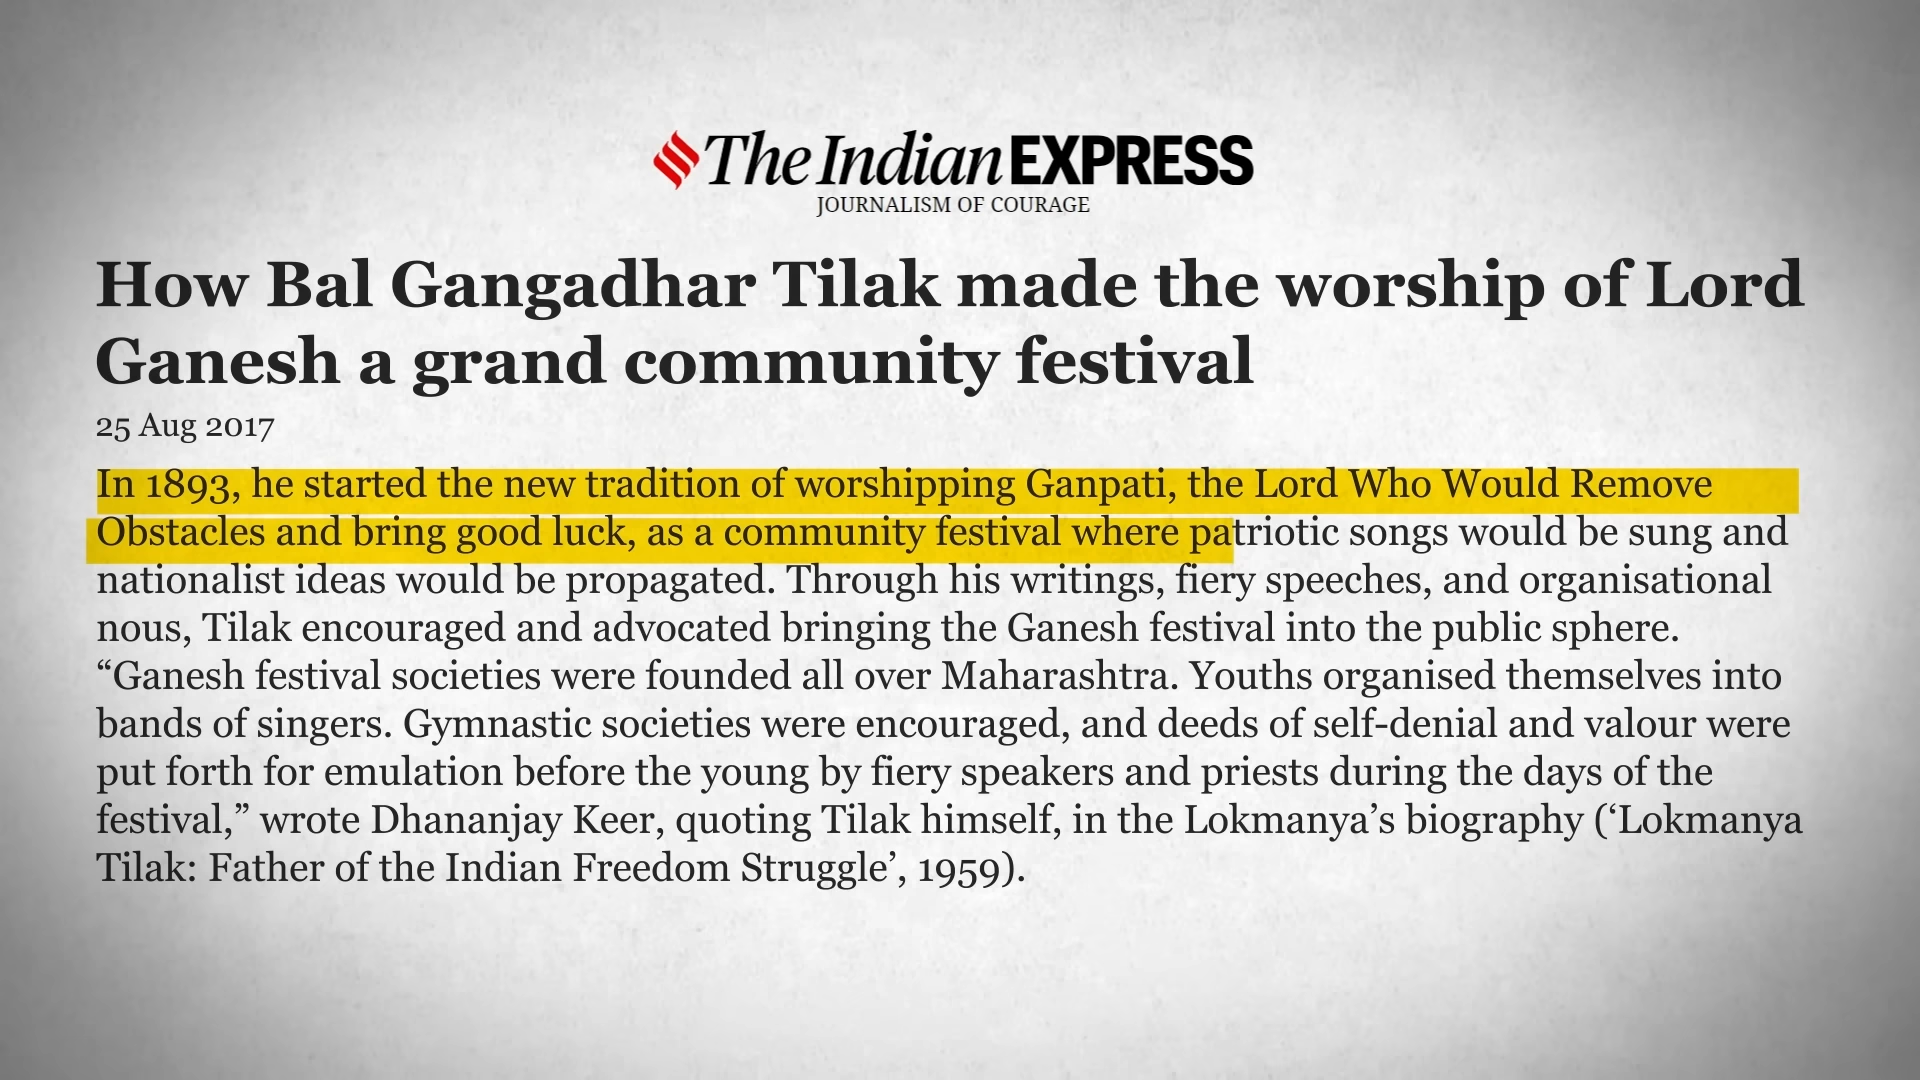 The Indian EXPRESS
JOURNALISM OF COURAGE
How Bal Gangadhar Tilak made the worship of Lord
Ganesh a grand community festival
25 Aug 2017
In 1893, he started the new tradition of worshipping Ganpati, the Lord Who Would Remove
Obstacles and bring good luck, as a community festival where patriotic songs would be sung and
nationalist ideas would be propagated. Through his writings, fiery speeches, and organisational
nous, Tilak encouraged and advocated bringing the Ganesh festival into the public sphere.
“Ganesh festival societies were founded all over Maharashtra. Youths organised themselves into
bands of singers. Gymnastic societies were encouraged, and deeds of self-denial and valour were
put forth for emulation before the young by fiery speakers and priests during the days of the
festival,” wrote Dhananjay Keer, quoting Tilak himself, in the Lokmanya’s biography (‘Lokmanya
Tilak: Father of the Indian Freedom Struggle’, 1959).